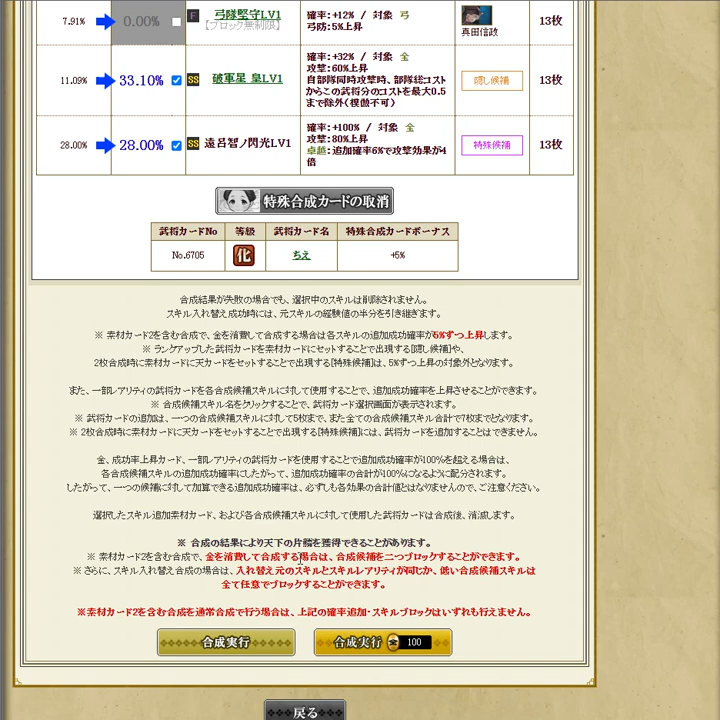 7.91% 0.00% F 弓隊堅守LV1 確率:+12% / 対象 弓 13枚
【ブロック無制限】 弓防:5%上昇 真田信政
11.09% 33.10% SS 破軍星 皐LV1 確率:+32% / 対象 全 隠し候補 13枚
攻撃:60%上昇
自部隊同時攻撃時、部隊総コスト
からこの武将分のコストを最大0.5
まで除外(模倣不可)
28.00% 28.00% SS 遠呂智ノ閃光LV1 確率:+100% / 対象 全 特殊候補 13枚
攻撃:80%上昇
卓越:追加確率6%で攻撃効果が4
倍
特殊合成カードの取消
武将カードNo 等級 武将カード名 特殊合成カードボーナス
No.6705 化 ちえ +5%
合成結果が失敗の場合でも、選択中のスキルは削除されません。
スキル入れ替え成功時には、元スキルの経験値の半分を引き継ぎます。
※ 素材カード2を含む合成で、金を消費して合成する場合は各スキルの追加成功確率が5%ずつ上昇します。
※ ランクアップした武将カードを素材カードにセットすることで出現する[隠し候補]や、
2枚合成時に素材カードに天カードをセットすることで出現する[特殊候補]は、5%ずつ上昇の対象外となります。
また、一部レアリティの武将カードを各合成候補スキルに対して使用することで、追加成功確率を上昇させることができます。
※ 合成候補スキル名をクリックすることで、武将カード選択画面が表示されます。
※ 武将カードの追加は、一つの合成候補スキルに対して5枚まで、また全ての合成候補スキル合計で7枚までとなります。
※ 2枚合成時に素材カードに天カードをセットすることで出現する[特殊候補]には、武将カードを追加することはできません。
金、成功率上昇カード、一部レアリティの武将カードを使用することで追加成功確率が100%を超える場合は、
各合成候補スキルの追加成功確率にしたがって、追加成功確率の合計が100%になるように配分されます。
したがって、一つの候補に対して加算できる追加成功確率は、必ずしも各効果の合計値とはなりませんので、ご注意ください。
選択したスキル追加素材カード、および各合成候補スキルに対して使用した武将カードは合成後、消滅します。
※ 合成の結果により天下の片鱗を獲得できることがあります。
※ 素材カード2を含む合成で、金を消費して合成する場合は、合成候補を二つブロックすることができます。
※ さらに、スキル入れ替え合成の場合は、入れ替え元のスキルとスキルレアリティが同じか、低い合成候補スキルは
全て任意でブロックすることができます。
※素材カード2を含む合成を通常合成で行う場合は、上記の確率追加・スキルブロックはいずれも行えません。
合成実行 合成実行 金 100
戻る